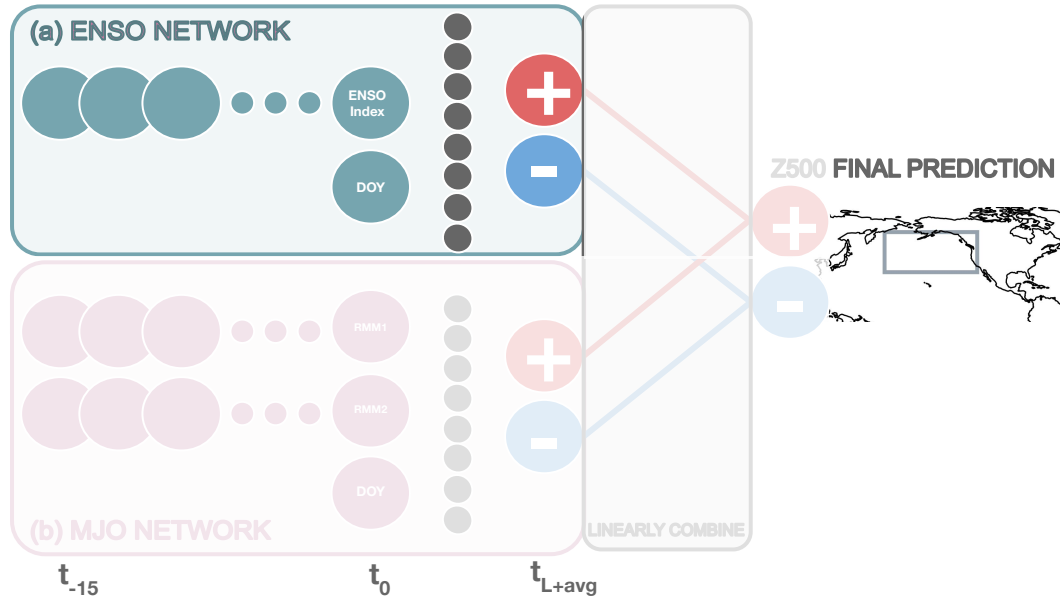 (a) ENSO NETWORK
ENSO
Index
DOY
+
-
Z500 FINAL PREDICTION
+
-
RMM1
RMM2
DOY
+
-
(b) MJO NETWORK
LINEARLY COMBINE
t-15
t0
tL+avg